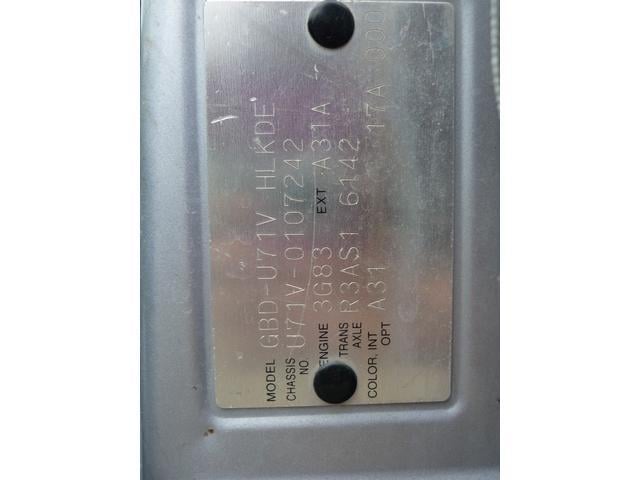 MODEL GBD-U71V HLKDE
CHASSIS NO. U71V-0107242
ENGINE 3G83 EXT A31A
TRANS AXLE R3AS1 6142
COLOR, INT OPT A31 17A 000